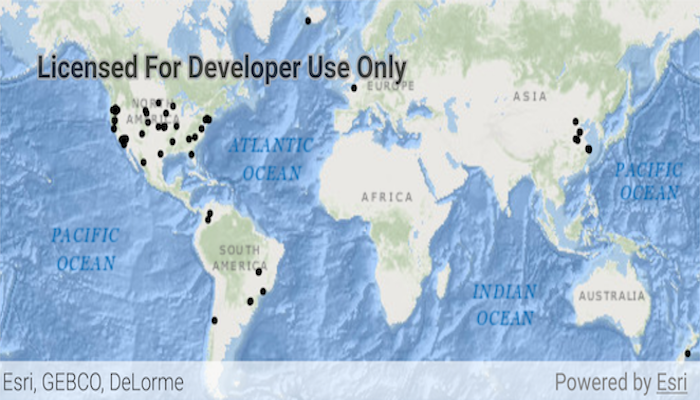 Licensed For Developer Use Only
EUROPE
ASIA
NORTH
AMERICA
ATLANTIC
OCEAN
PACIFIC
OCEAN
AFRICA
PACIFIC
OCEAN
SOUTH
AMERICA
INDIAN
OCEAN
AUSTRALIA
Esri, GEBCO, DeLorme
Powered by Esri